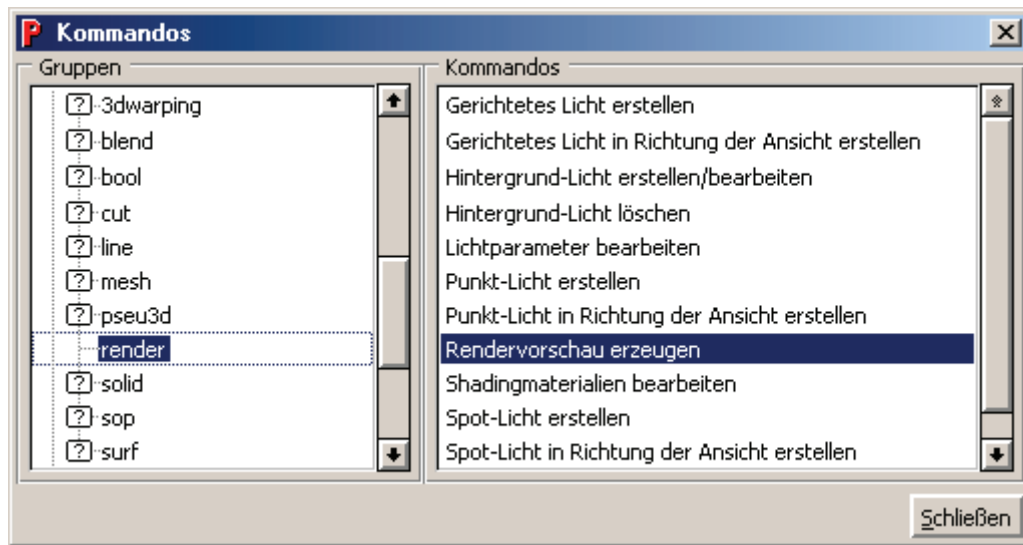 P Kommandos
Gruppen
3dwarping
blend
bool
cut
line
mesh
pseu3d
render
solid
sop
surf
Kommandos
Gerichtetes Licht erstellen
Gerichtetes Licht in Richtung der Ansicht erstellen
Hintergrund-Licht erstellen/bearbeiten
Hintergrund-Licht löschen
Lichtparameter bearbeiten
Punkt-Licht erstellen
Punkt-Licht in Richtung der Ansicht erstellen
Rendervorschau erzeugen
Shadingmaterialien bearbeiten
Spot-Licht erstellen
Spot-Licht in Richtung der Ansicht erstellen
Schließen